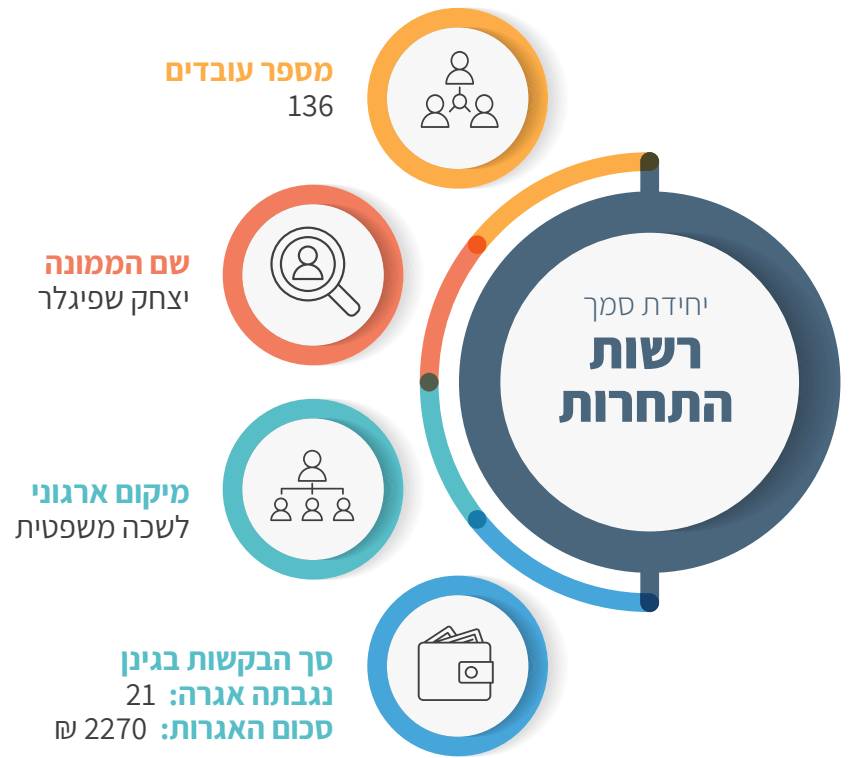 יחידת סמך
רשות
התחרות
מספר עובדים
136
שם הממונה
יצחק שפיגלר
מיקום ארגוני
לשכה משפטית
סך הבקשות בגינן
נגבתה אגרה: 21
סכום האגרות: 2270 ₪